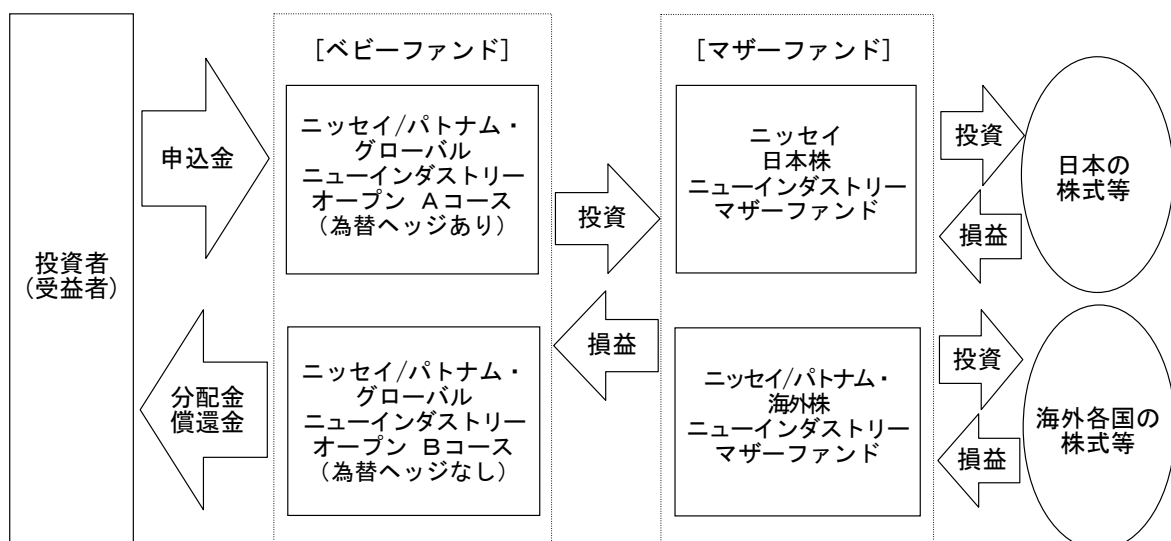 投資者
(受益者)
申込金
分配金
償還金
［ベビーファンド］
ニッセイ/パトナム・
グローバル
ニューインダストリー
オープン Ａコース
(為替ヘッジあり)
ニッセイ/パトナム・
グローバル
ニューインダストリー
オープン Ｂコース
(為替ヘッジなし)
投資
損益
［マザーファンド］
ニッセイ
日本株
ニューインダストリー
マザーファンド
ニッセイ/パトナム・
海外株
ニューインダストリー
マザーファンド
投資
損益
投資
損益
日本の
株式等
海外各国の
株式等